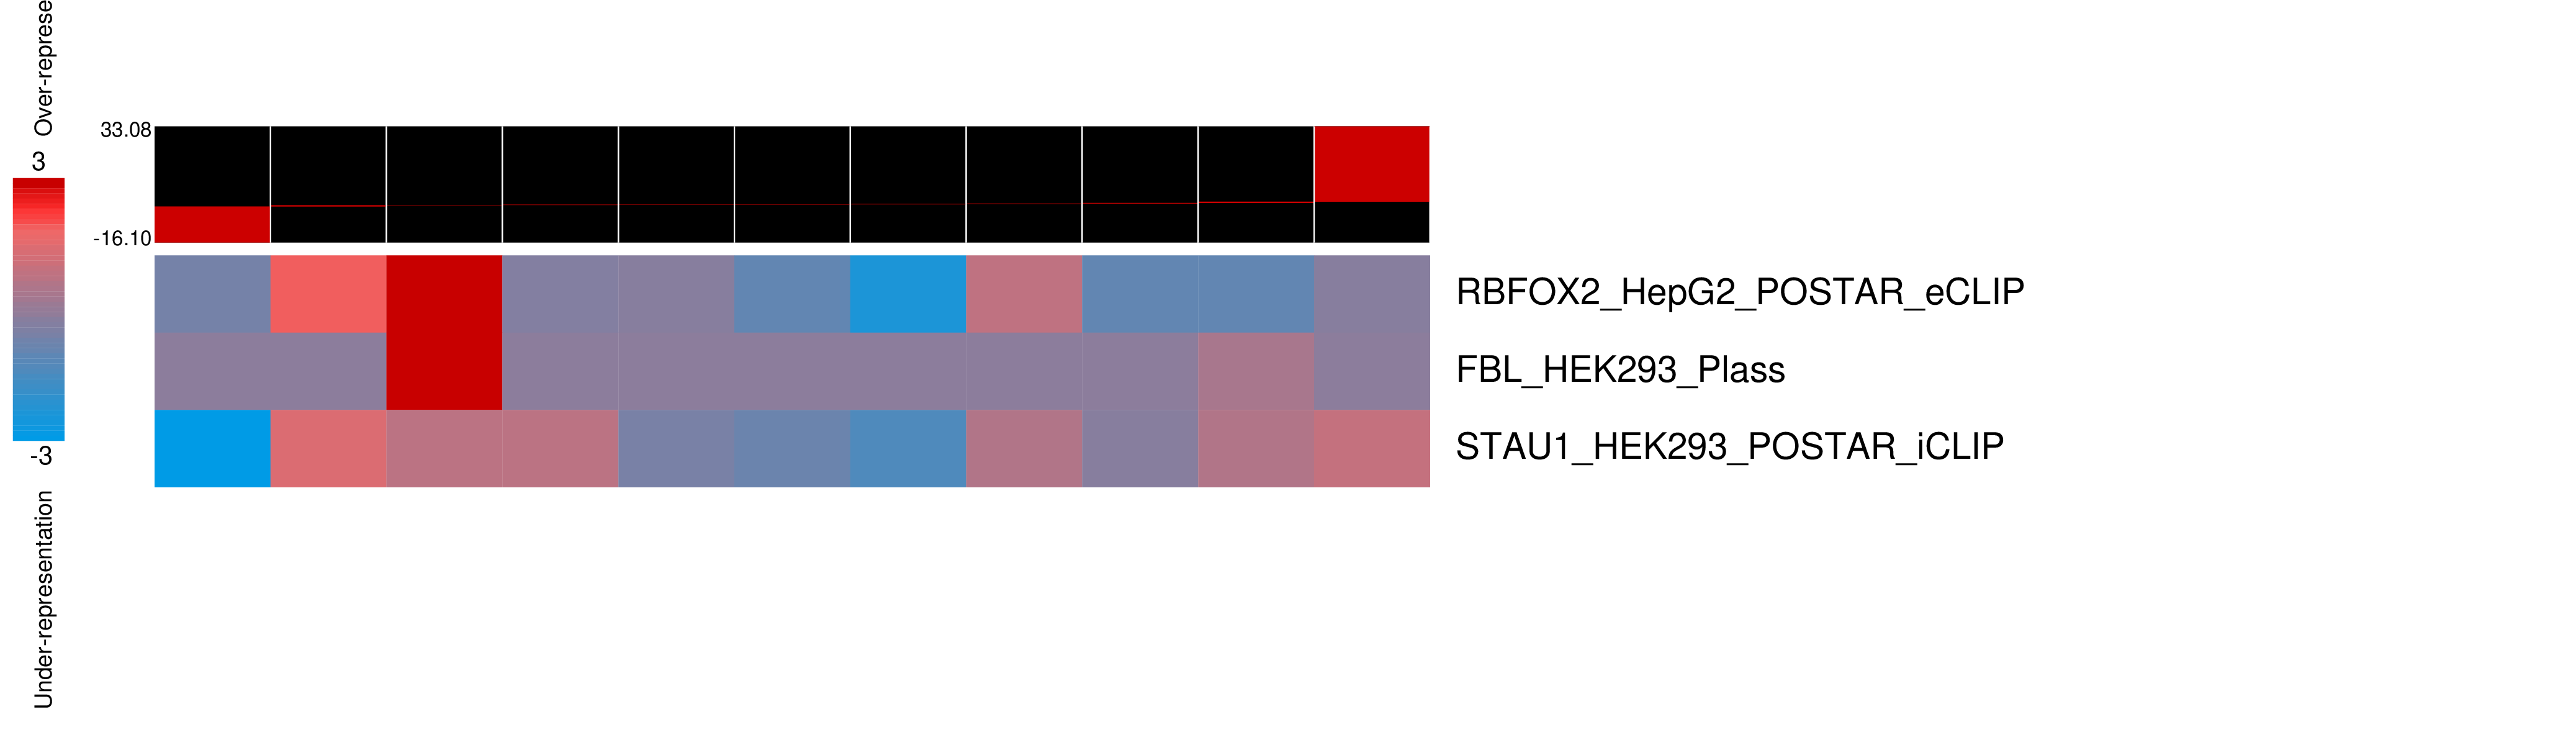 Over-represe
3
-3
Under-representation
33.08
-16.10
RBFOX2_HepG2_POSTAR_eCLIP
FBL_HEK293_Plass
STAU1_HEK293_POSTAR_iCLIP